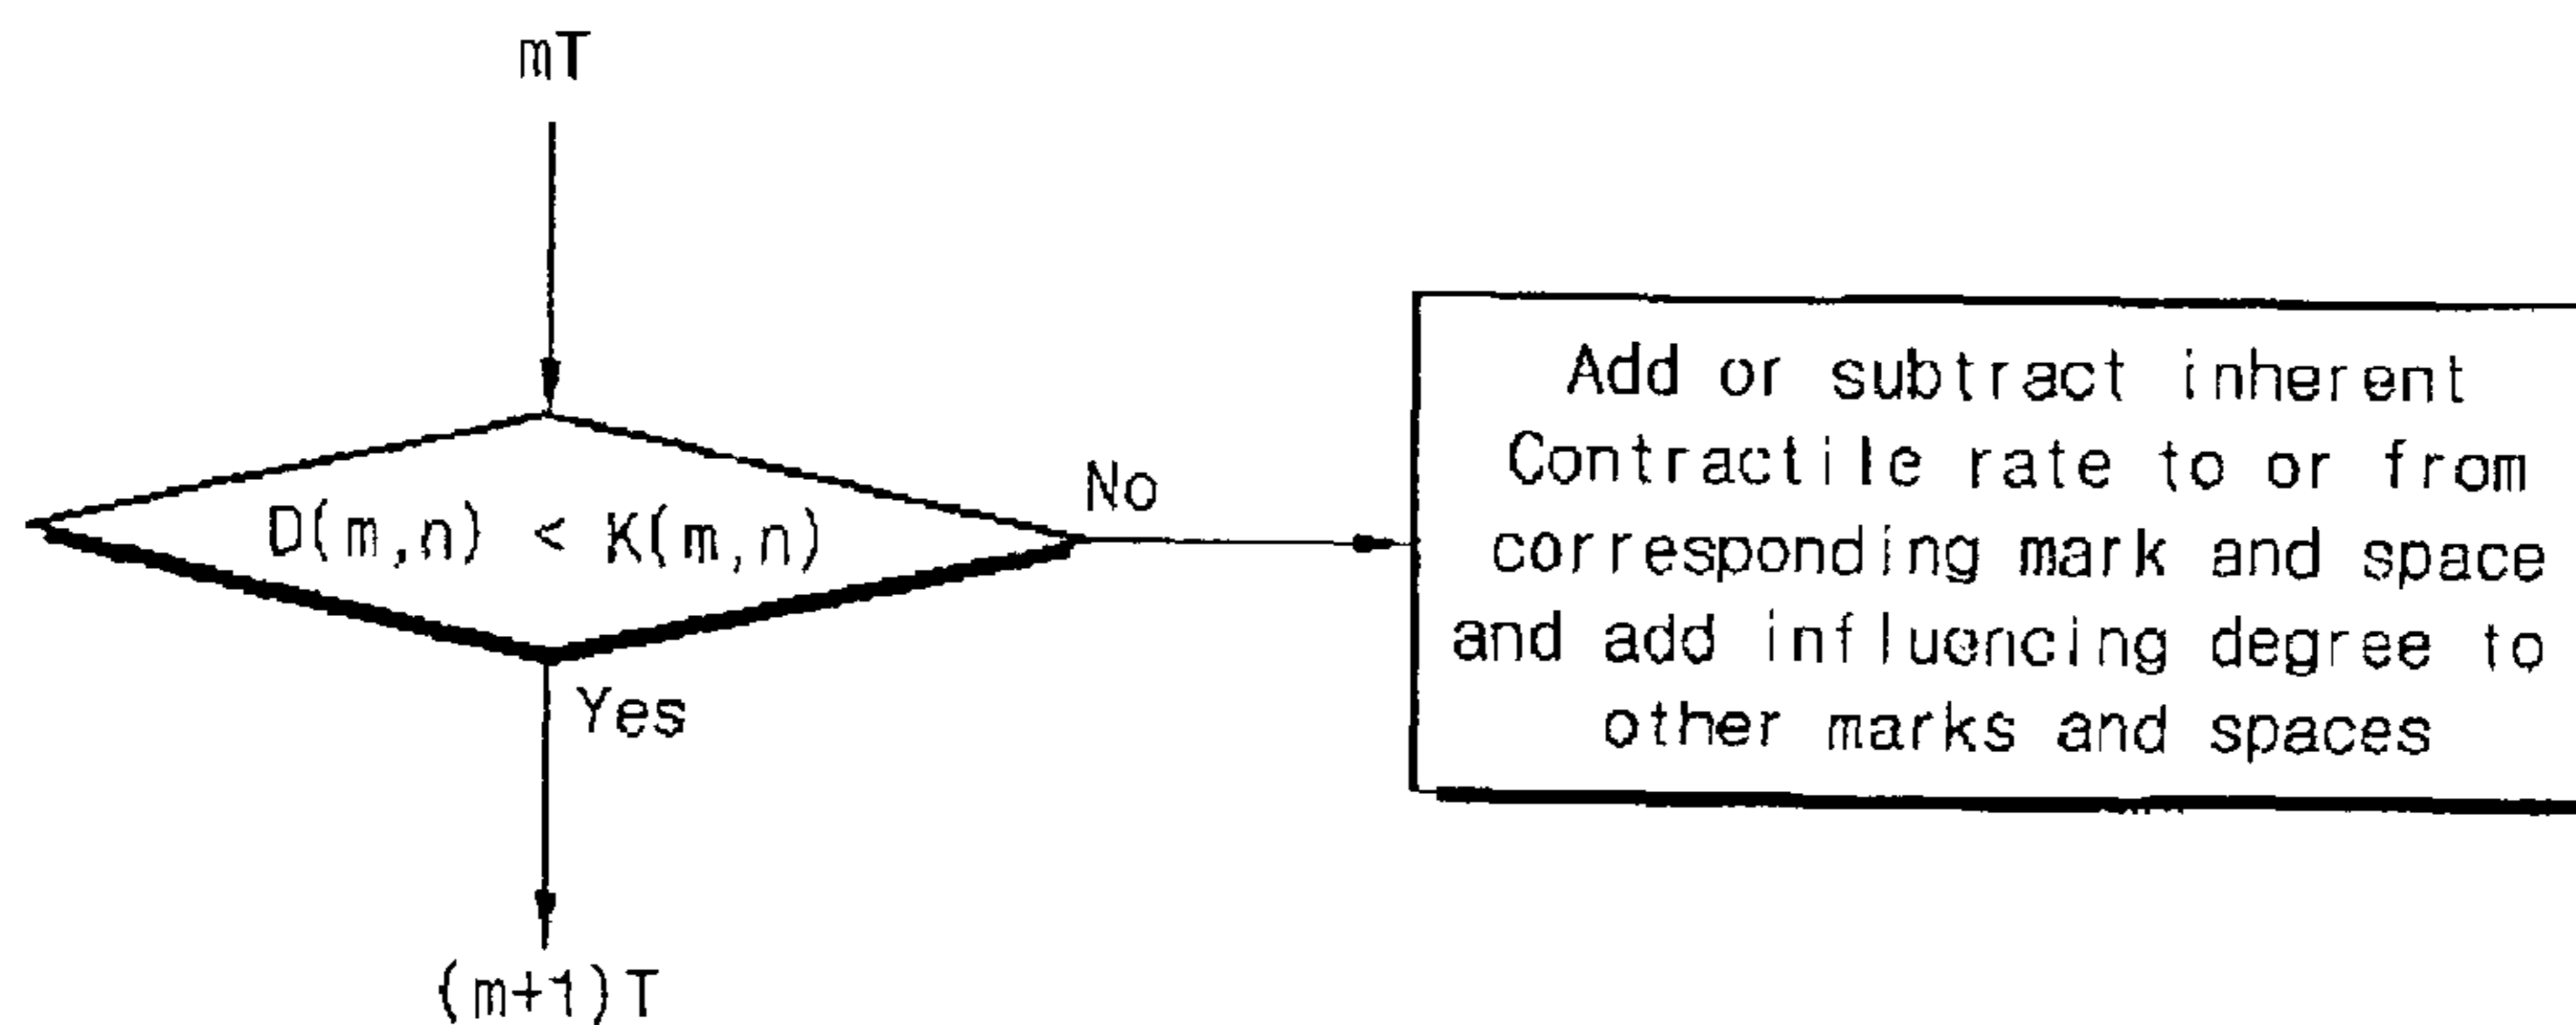 mT
D(m,n) < K(m,n)
No
Add or subtract inherent
Contractile rate to or from
corresponding mark and space
and add influencing degree to
other marks and spaces
Yes
(m+1)T